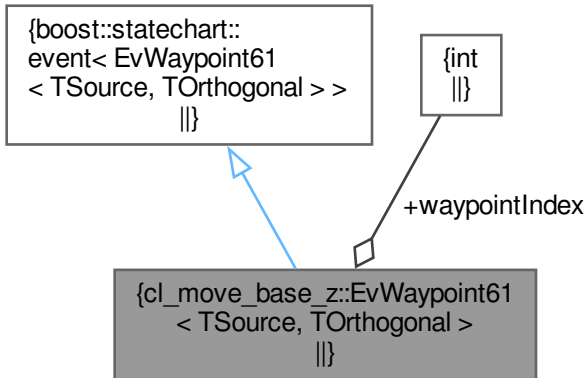 {boost::statechart::
event< EvWaypoint61
< TSource, TOrthogonal > >
||}
{int
||}
+waypointIndex
{cl_move_base_z::EvWaypoint61
< TSource, TOrthogonal >
||}